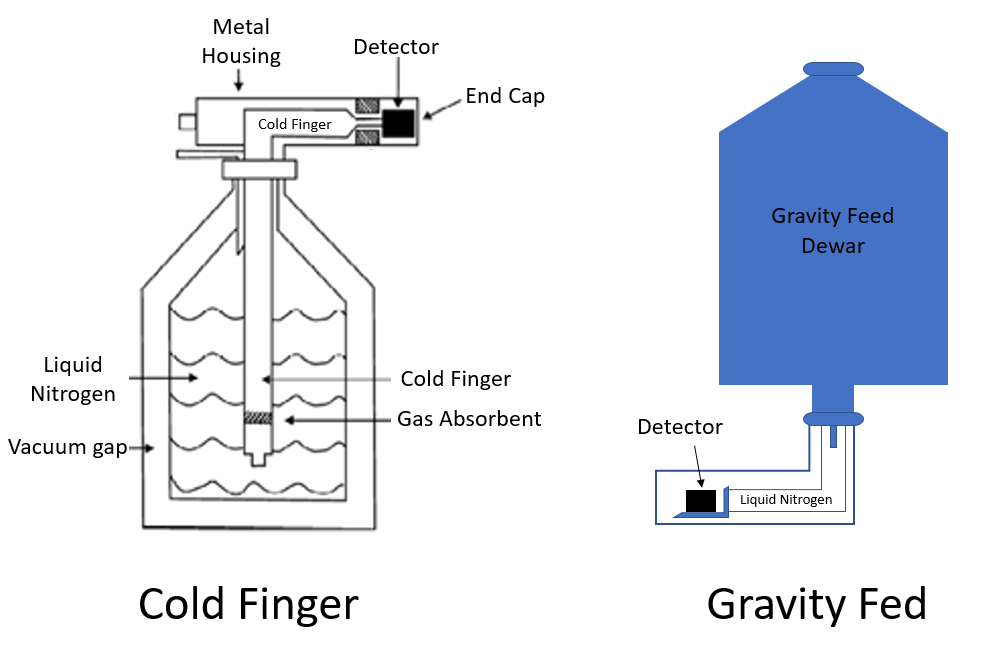 Metal
Housing
Detector
End Cap
Cold Finger
Liquid
Nitrogen
Cold Finger
Gas Absorbent
Vacuum gap
Cold Finger
Gravity Feed
Dewar
Detector
Liquid Nitrogen
Gravity Fed